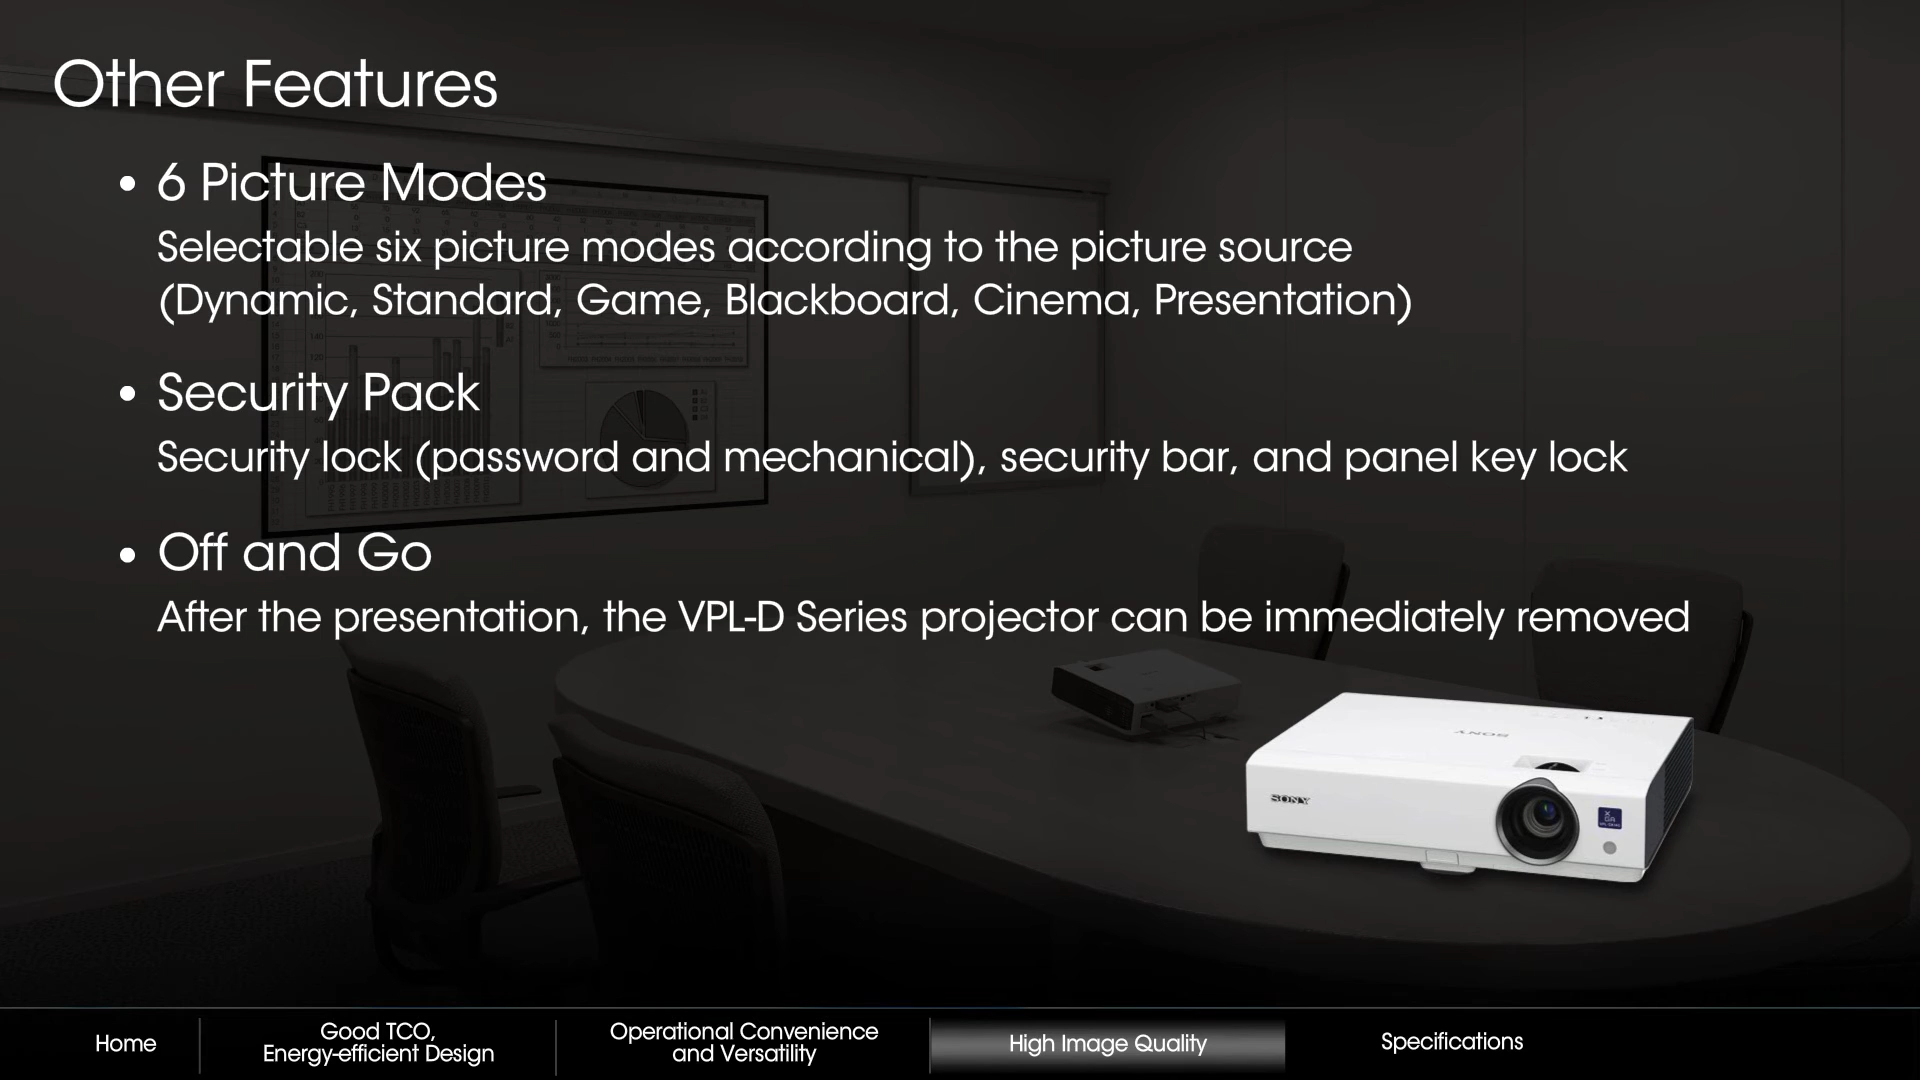 Other Features
• 6 Picture Modes
Selectable six picture modes according to the picture source
(Dynamic, Standard, Game, Blackboard, Cinema, Presentation)
• Security Pack
Security lock (password and mechanical), security bar, and panel key lock
• Off and Go
After the presentation, the VPL-D Series projector can be immediately removed
SONY
SONY
Home
Good TCO,
Energy-efficient Design
Operational Convenience
and Versatility
High Image Quality
Specifications